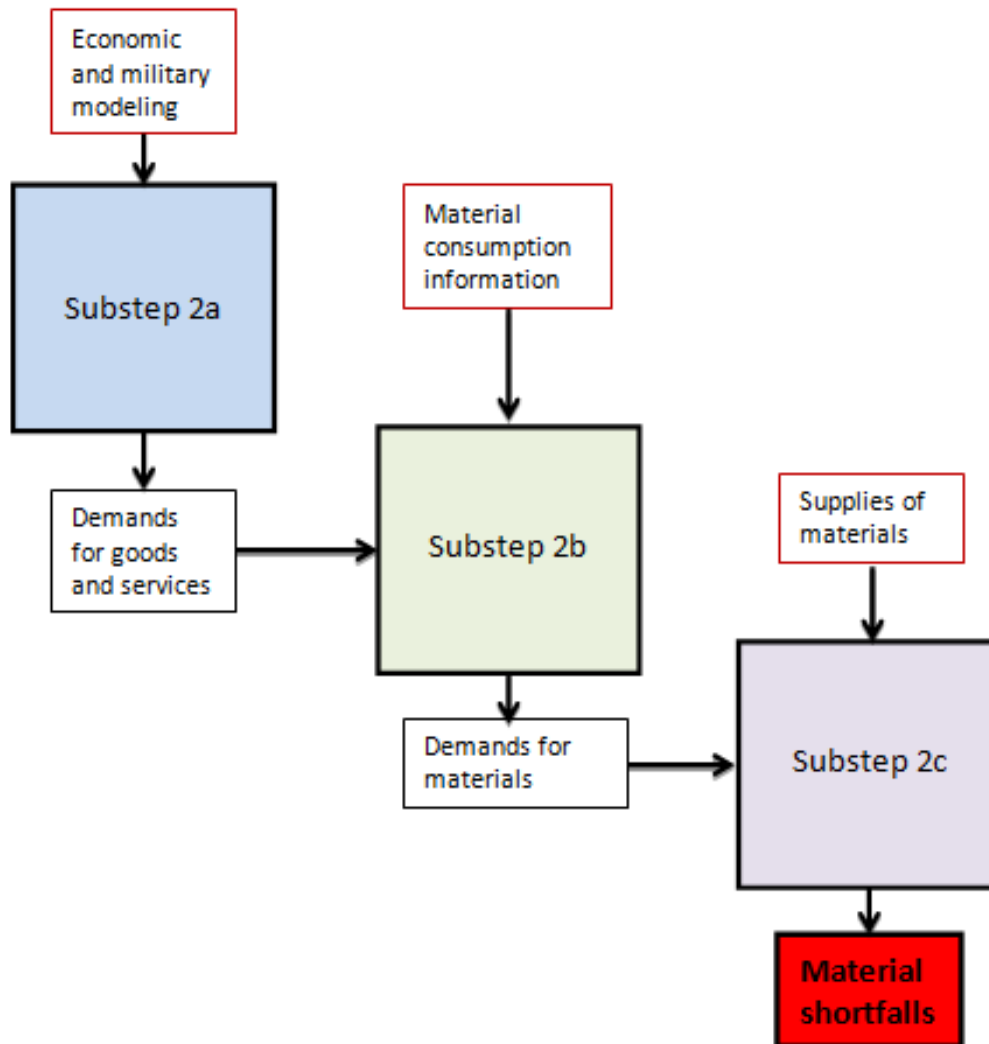 Economic
and military
modeling
Substep 2a
Material
consumption
information
Demands
for goods
and services
Substep 2b
Supplies of
materials
Demands for
materials
Substep 2c
Material
shortfalls